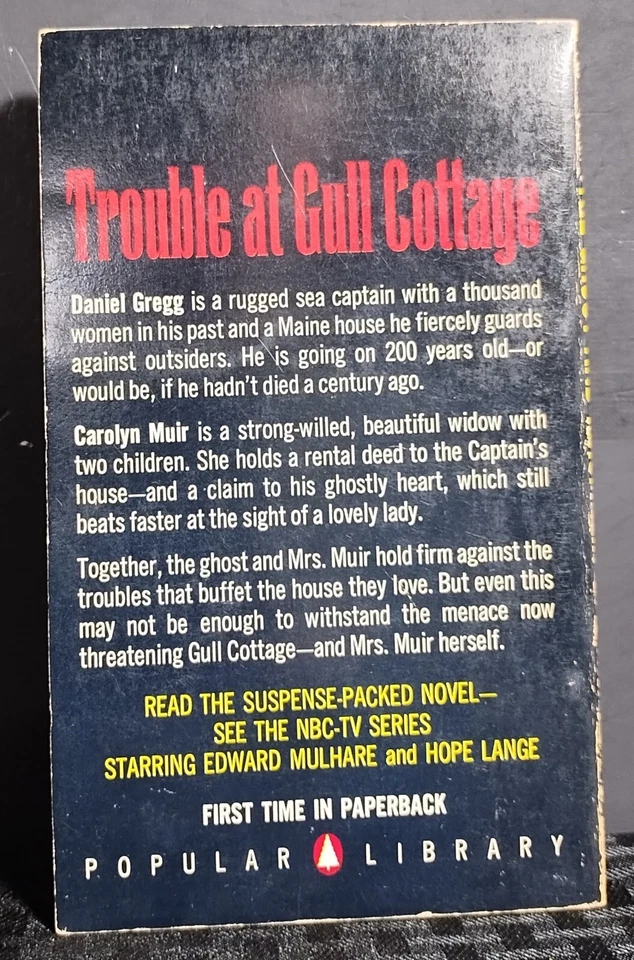 Trouble at Gull Cottage
Daniel Gregg is a rugged sea captain with a thousand
women in his past and a Maine house he fiercely guards
against outsiders. He is going on 200 years old—or
would be, if he hadn't died a century ago.
Carolyn Muir is a strong-willed, beautiful widow with
two children. She holds a rental deed to the Captain's
house—and a claim to his ghostly heart, which still
beats faster at the sight of a lovely lady.
Together, the ghost and Mrs. Muir hold firm against the
troubles that buffet the house they love. But even this
may not be enough to withstand the menace now
threatening Gull Cottage—and Mrs. Muir herself.
READ THE SUSPENSE-PACKED NOVEL—
SEE THE NBC-TV SERIES
STARRING EDWARD MULHARE and HOPE LANGE
FIRST TIME IN PAPERBACK
POPULAR LIBRARY